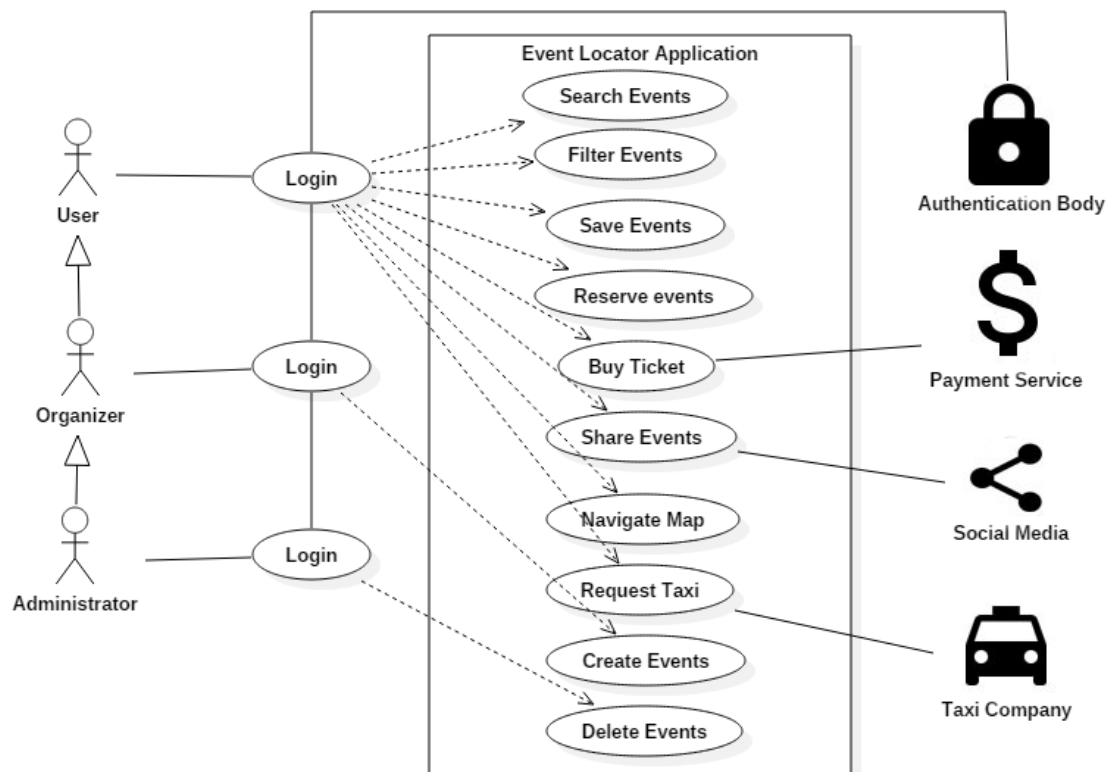 Event Locator Application
Search Events
Filter Events
Save Events
Reserve events
Buy Ticket
Share Events
Navigate Map
Request Taxi
Create Events
Delete Events
User
Organizer
Administrator
Login
Login
Login
Authentication Body
Payment Service
Social Media
Taxi Company